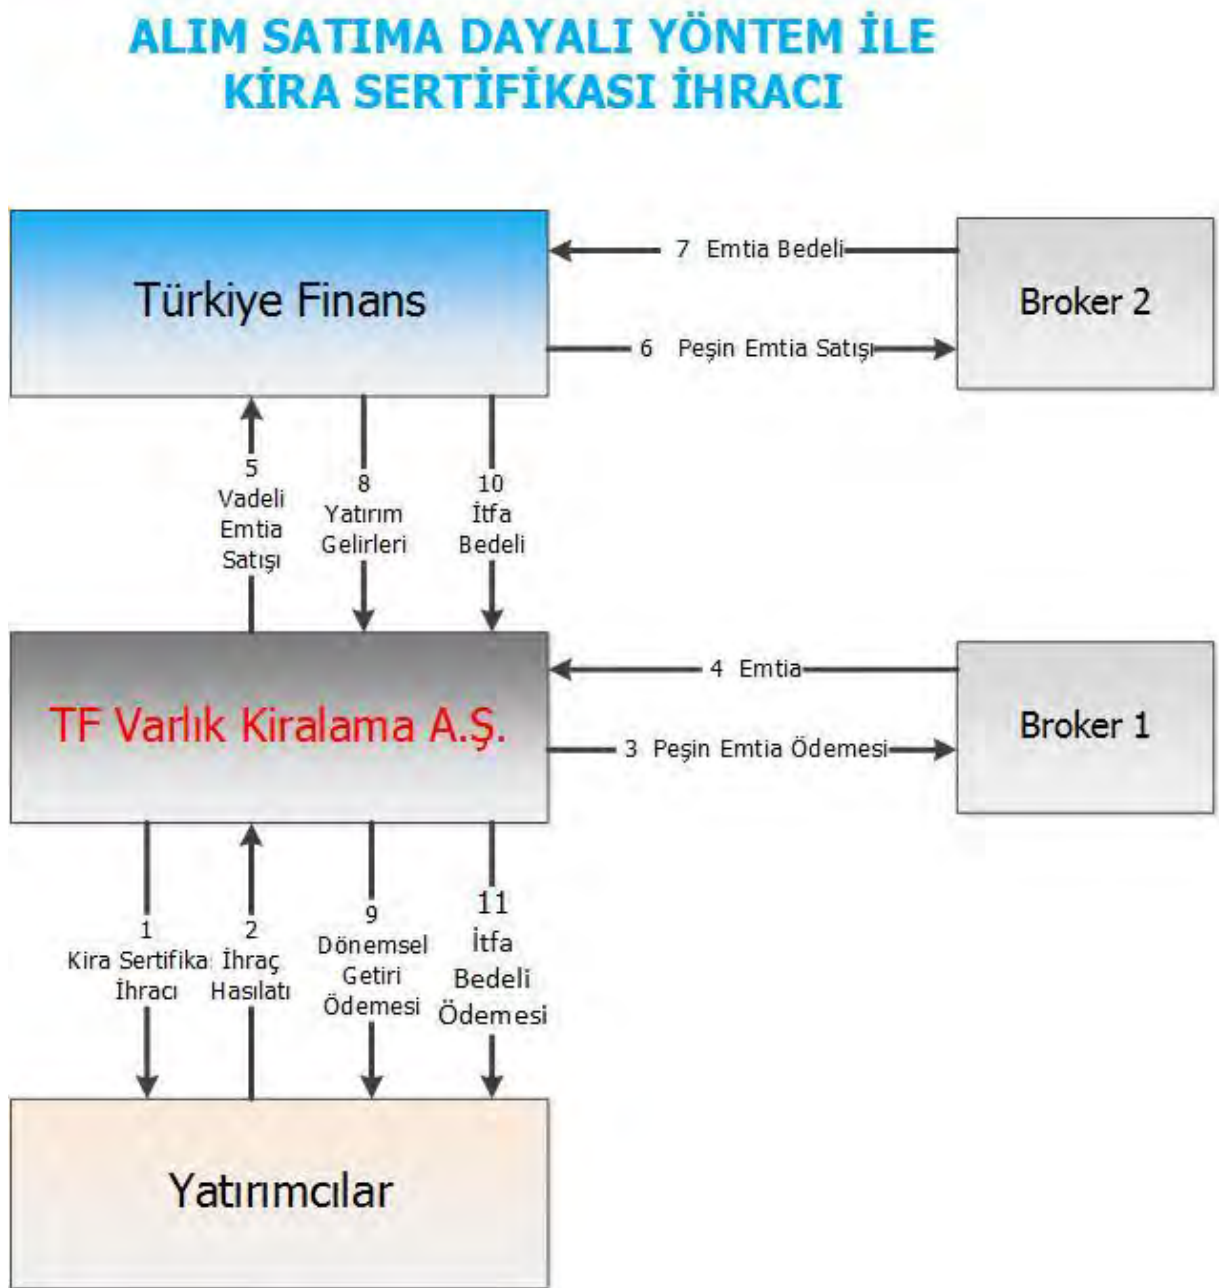 ALIM SATIMA DAYALI YÖNTEM İLE
KİRA SERTİFİKASI İHRACI
Türkiye Finans
7 Emtia Bedeli
6 Peşin Emtia Satışı
Broker 2
5
Vadeli
Emtia
Satışı
8
Yatırım
Gelirleri
10
İtfa
Bedeli
TF Varlık Kiralama A.Ş.
4 Emtia
3 Peşin Emtia Ödemesi
Broker 1
1
Kira Sertifika
İhracı
2
İhraç
Hasılatı
9
Dönemsel
Getiri
Ödemesi
11
İtfa
Bedeli
Ödemesi
Yatırımcılar